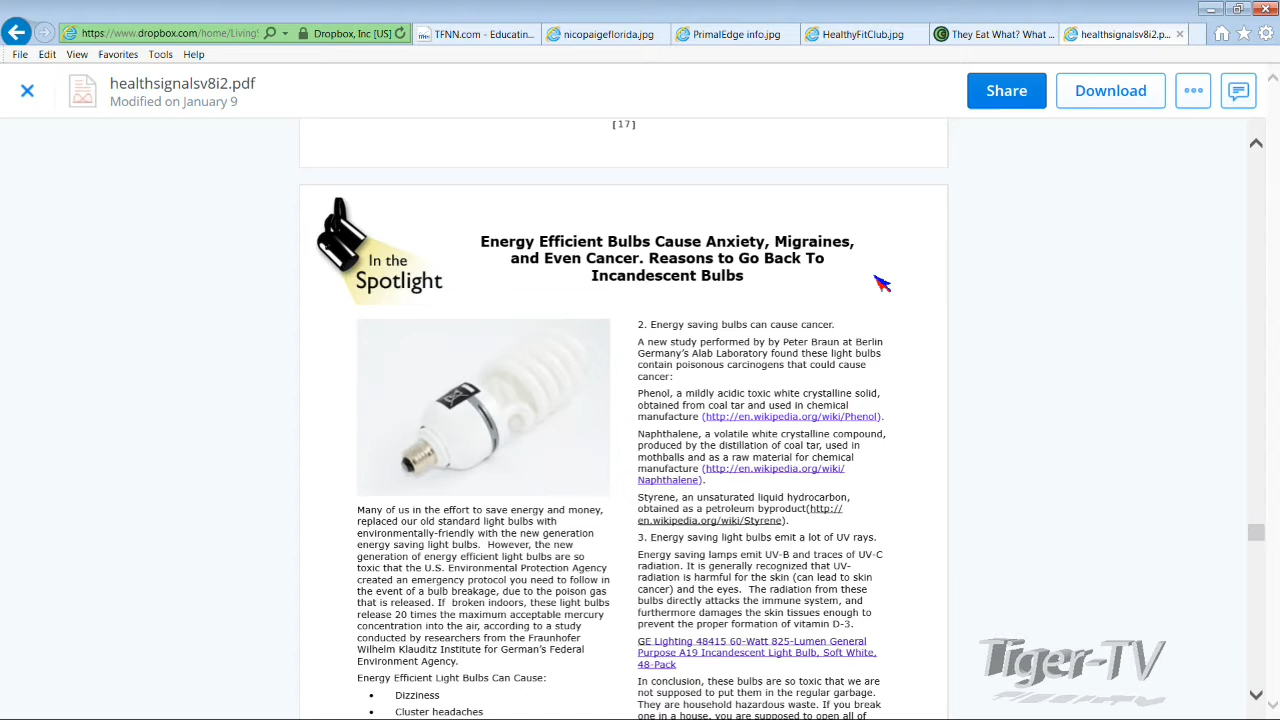 https://www.dropbox.com/home/Living!
Dropbox, Inc [US]
TFNN.com - Educatin...
nicopaigeflorida.jpg
PrimalEdge info.jpg
HealthyFitClub.jpg
They Eat What? What ...
healthsignalsv8i2.p...
File Edit View Favorites Tools Help
healthsignalsv8i2.pdf
Modified on January 9
Share
Download
[17]
In the
Spotlight
Energy Efficient Bulbs Cause Anxiety, Migraines,
and Even Cancer. Reasons to Go Back To
Incandescent Bulbs
Many of us in the effort to save energy and money,
replaced our old standard light bulbs with
environmentally-friendly with the new generation
energy saving light bulbs. However, the new
generation of energy efficient light bulbs are so
toxic that the U.S. Environmental Protection Agency
created an emergency protocol you need to follow in
the event of a bulb breakage, due to the poison gas
that is released. If broken indoors, these light bulbs
release 20 times the maximum acceptable mercury
concentration into the air, according to a study
conducted by researchers from the Fraunhofer
Wilhelm Klauditz Institute for German's Federal
Environment Agency.
Energy Efficient Light Bulbs Can Cause:
• Dizziness
• Cluster headaches
2. Energy saving bulbs can cause cancer.
A new study performed by by Peter Braun at Berlin
Germany's Alab Laboratory found these light bulbs
contain poisonous carcinogens that could cause
cancer:
Phenol, a mildly acidic toxic white crystalline solid,
obtained from coal tar and used in chemical
manufacture (http://en.wikipedia.org/wiki/Phenol).
Naphthalene, a volatile white crystalline compound,
produced by the distillation of coal tar, used in
mothballs and as a raw material for chemical
manufacture (http://en.wikipedia.org/wiki/
Naphthalene).
Styrene, an unsaturated liquid hydrocarbon,
obtained as a petroleum byproduct(http://
en.wikipedia.org/wiki/Styrene).
3. Energy saving light bulbs emit a lot of UV rays.
Energy saving lamps emit UV-B and traces of UV-C
radiation. It is generally recognized that UV-
radiation is harmful for the skin (can lead to skin
cancer) and the eyes. The radiation from these
bulbs directly attacks the immune system, and
furthermore damages the skin tissues enough to
prevent the proper formation of vitamin D-3.
GE Lighting 48415 60-Watt 825-Lumen General
Purpose A19 Incandescent Light Bulb, Soft White,
48-Pack
In conclusion, these bulbs are so toxic that we are
not supposed to put them in the regular garbage.
They are household hazardous waste. If you break
one in a house, you are supposed to open all of
Tiger-TV